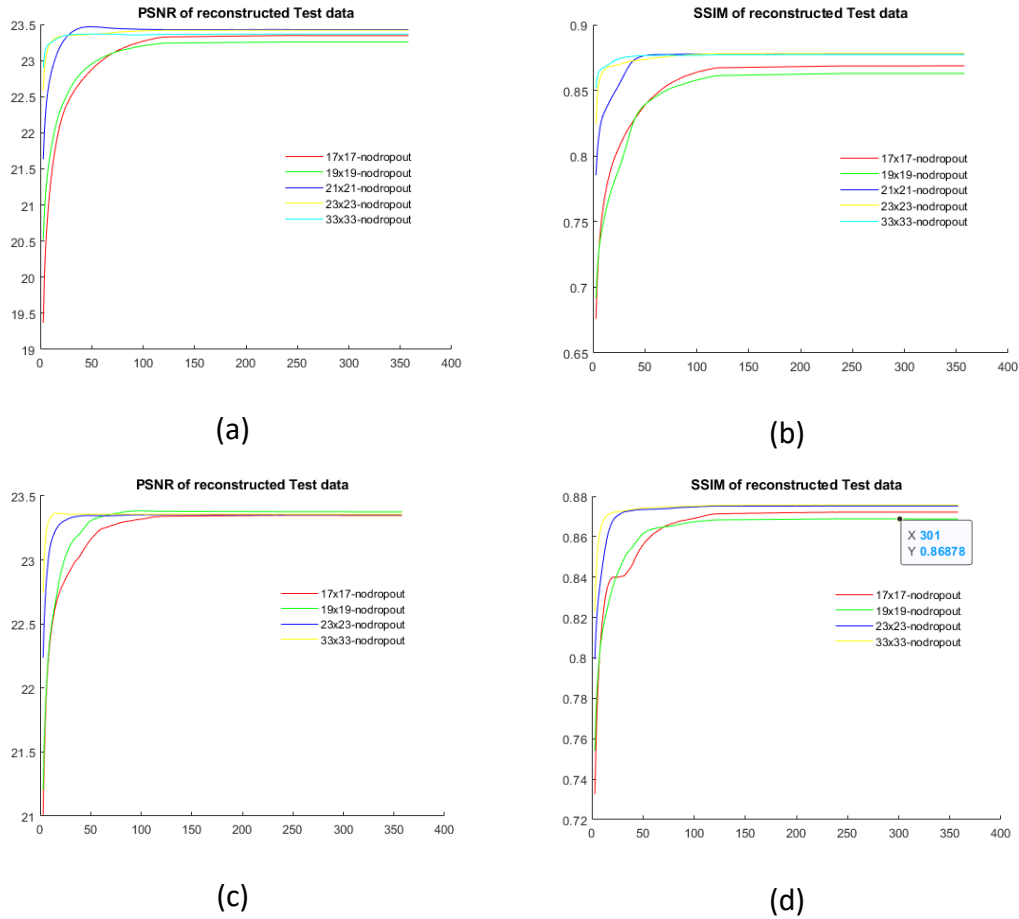 PSNR of reconstructed Test data
23.5
23
22.5
22
21.5
21
20.5
20
19.5
19
0 50 100 150 200 250 300 350 400
17x17-nodropout
19x19-nodropout
21x21-nodropout
23x23-nodropout
33x33-nodropout
(a)
SSIM of reconstructed Test data
0.9
0.85
0.8
0.75
0.7
0.65
0 50 100 150 200 250 300 350 400
17x17-nodropout
19x19-nodropout
21x21-nodropout
23x23-nodropout
33x33-nodropout
(b)
PSNR of reconstructed Test data
23.5
23
22.5
22
21.5
21
0 50 100 150 200 250 300 350 400
17x17-nodropout
19x19-nodropout
23x23-nodropout
33x33-nodropout
(c)
SSIM of reconstructed Test data
0.88
0.86
0.84
0.82
0.8
0.78
0.76
0.74
0.72
0 50 100 150 200 250 300 350 400
X 301
Y 0.86878
17x17-nodropout
19x19-nodropout
23x23-nodropout
33x33-nodropout
(d)